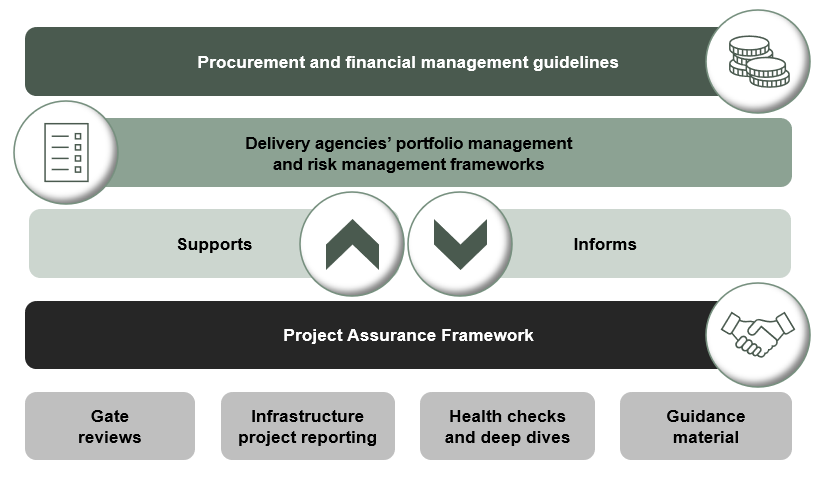 Procurement and financial management guidelines
Delivery agencies’ portfolio management
and risk management frameworks
Supports
Informs
Project Assurance Framework
Gate
reviews
Infrastructure
project reporting
Health checks
and deep dives
Guidance
material